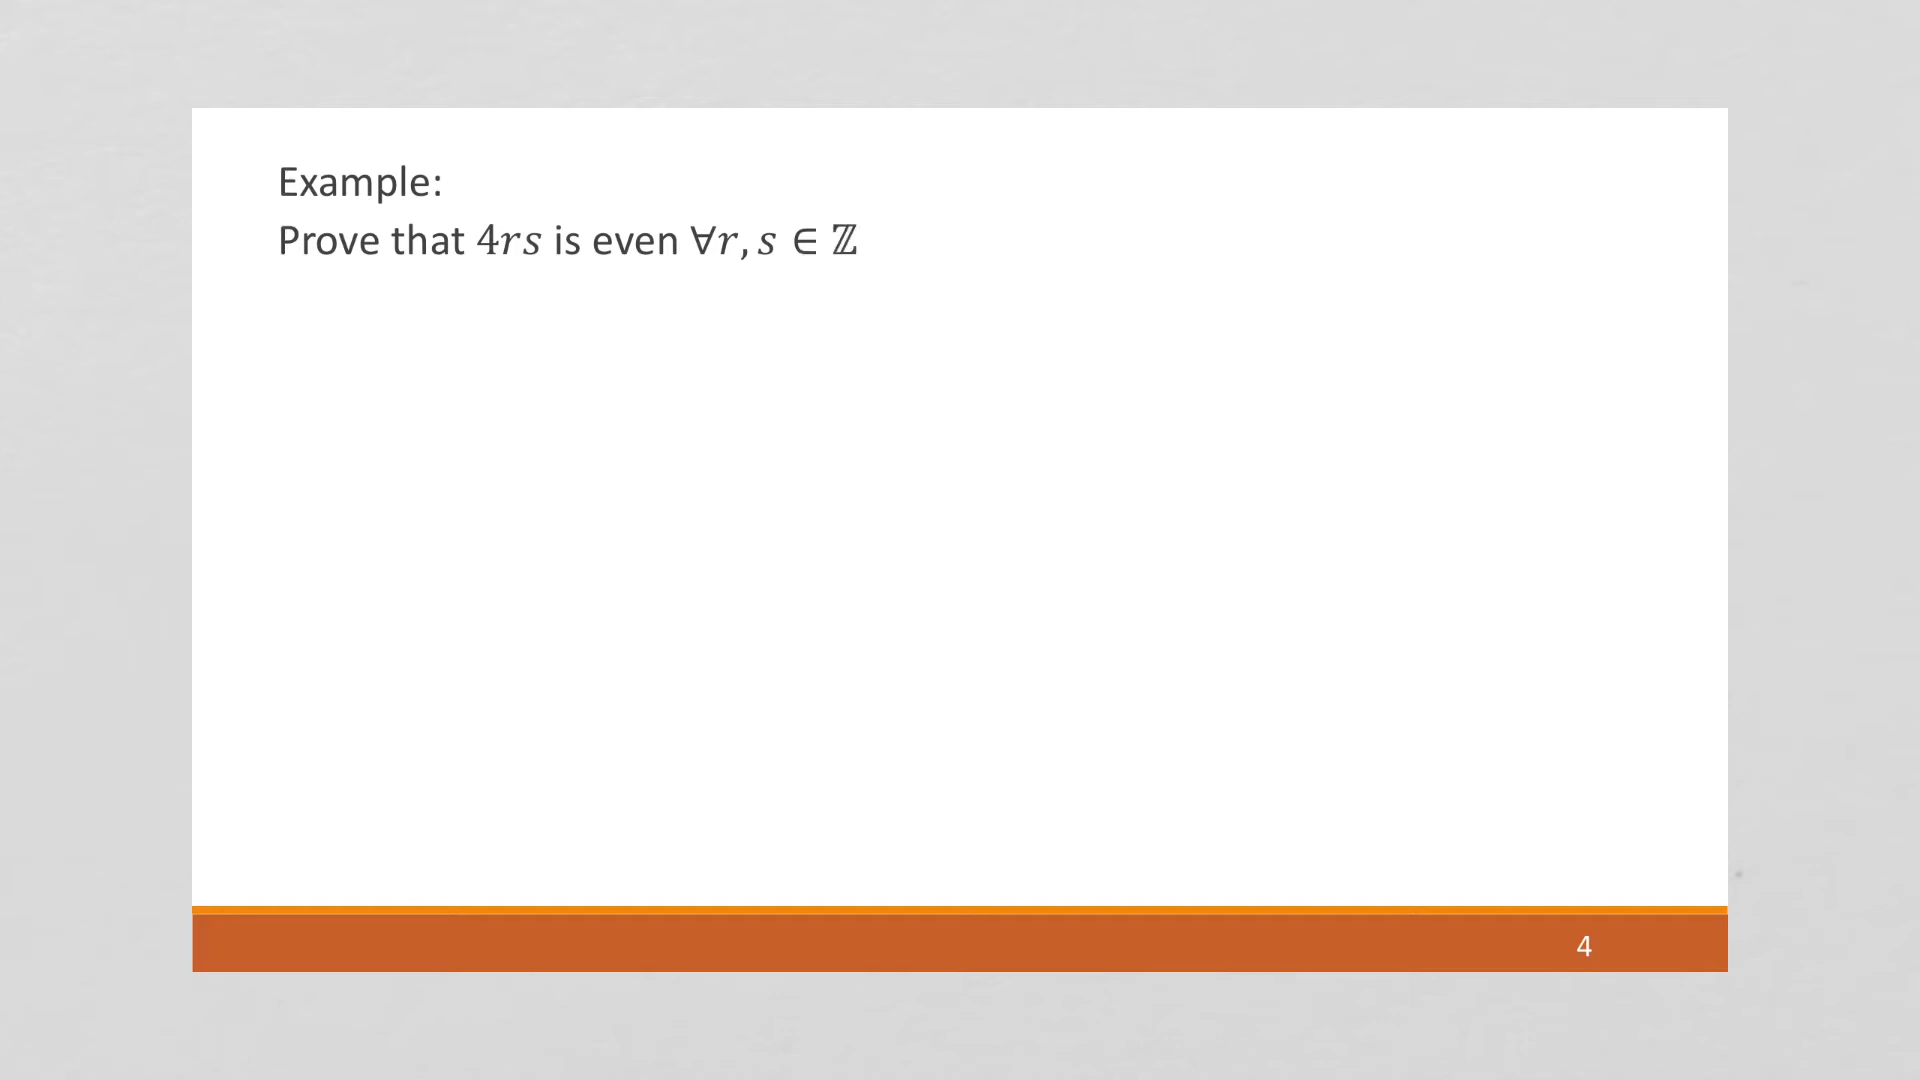 Example:
Prove that 4rs is even ∀r, s ∈ ℤ
4